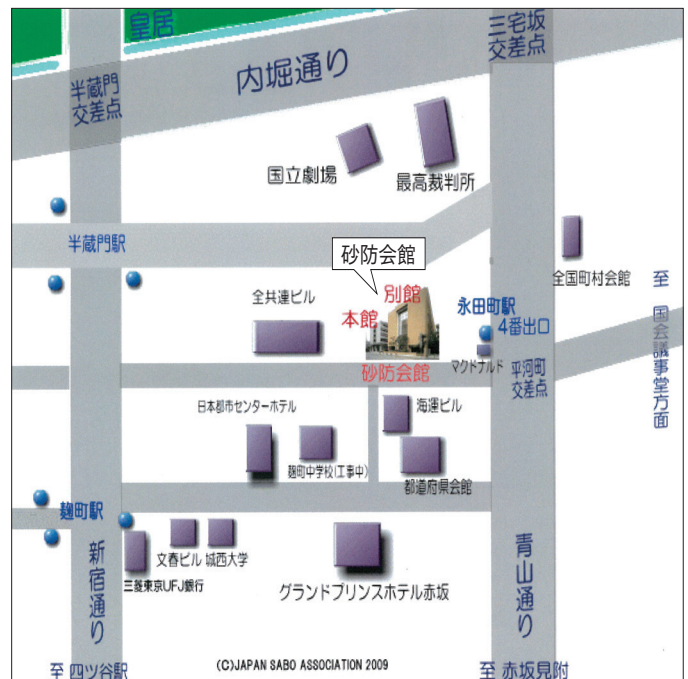 皇居
三宅坂
交差点
半蔵門
交差点
内堀通り
国立劇場
最高裁判所
半蔵門駅
砂防会館
全国町村会館
至 国会議事堂方面
全共連ビル
別館
本館
永田町駅
4番出口
マクドナルド
砂防会館
平河町
交差点
日本都市センターホテル
海運ビル
麹町中学校(工事中)
都道府県会館
麹町駅
新宿通り
文春ビル
城西大学
三菱東京UFJ銀行
グランドプリンスホテル赤坂
青山通り
至 四ツ谷駅
(C)JAPAN SABO ASSOCIATION 2009
至 赤坂見附